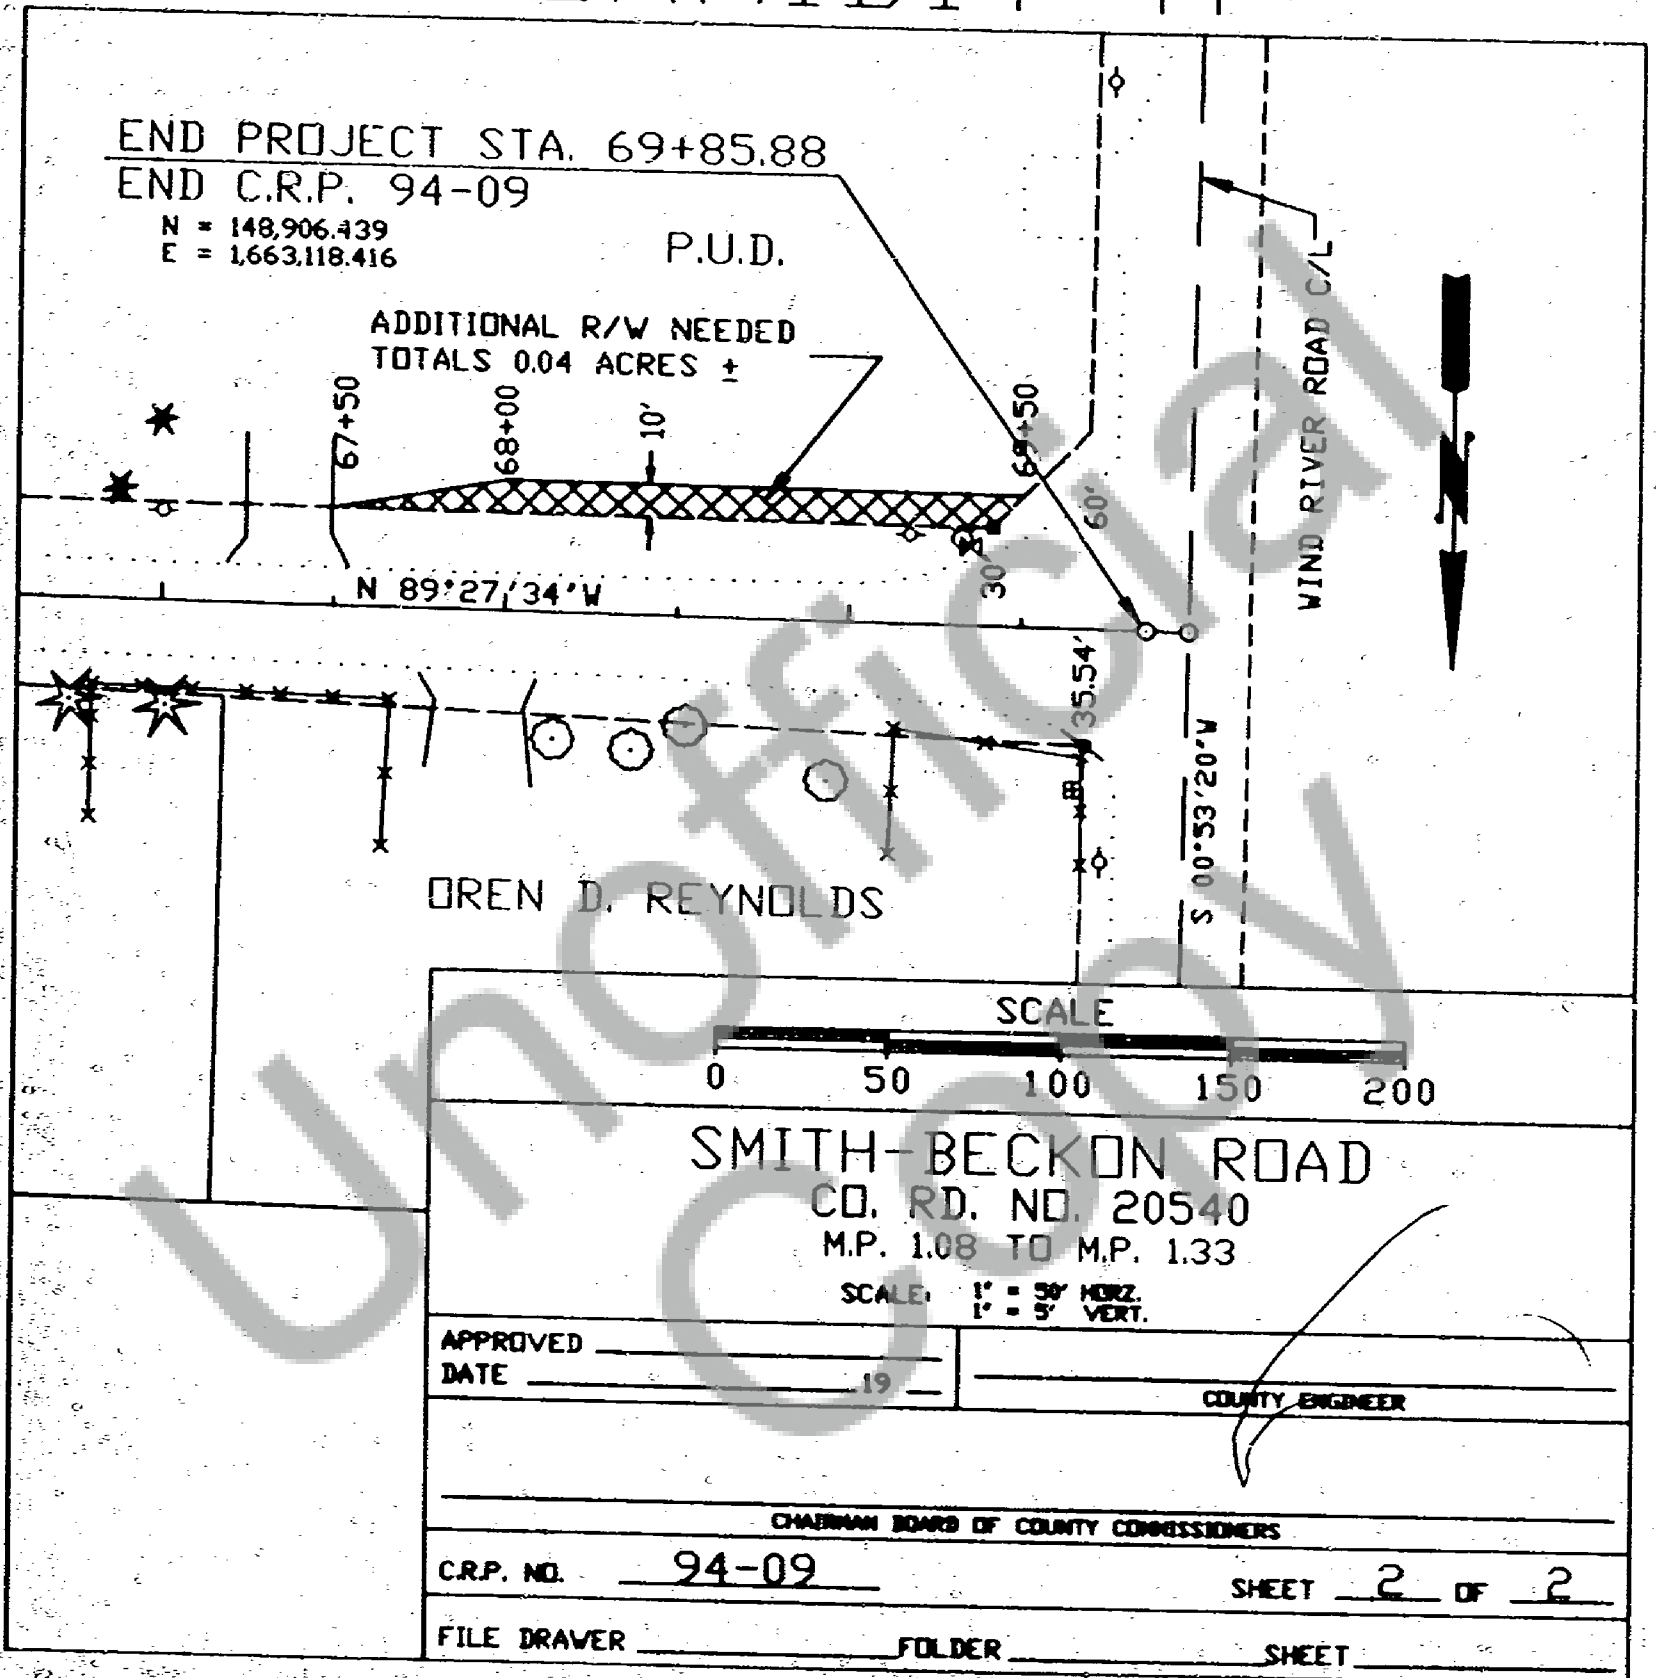 END PROJECT STA. 69+85.88
END C.R.P. 94-09
N = 148,906.439
E = 1,663,118.416
P.U.D.
ADDITIONAL R/W NEEDED
TOTALS 0.04 ACRES ±
67+50
68+00
10'
69+50
60'
30'
WIND RIVER ROAD C/L
N
N 89°27'34"W
35.54'
S 00°53'20"W
OREN D. REYNOLDS
SCALE
0 50 100 150 200
SMITH-BECKON ROAD
CO. RD. NO. 20540
M.P. 1.08 TO M.P. 1.33
SCALE: 1" = 50' HORZ.
1" = 5' VERT.
APPROVED
DATE 19
COUNTY ENGINEER
CHAIRMAN BOARD OF COUNTY COMMISSIONERS
C.R.P. NO. 94-09
SHEET 2 OF 2
FILE DRAWER FOLDER SHEET
Unofficial
Copy